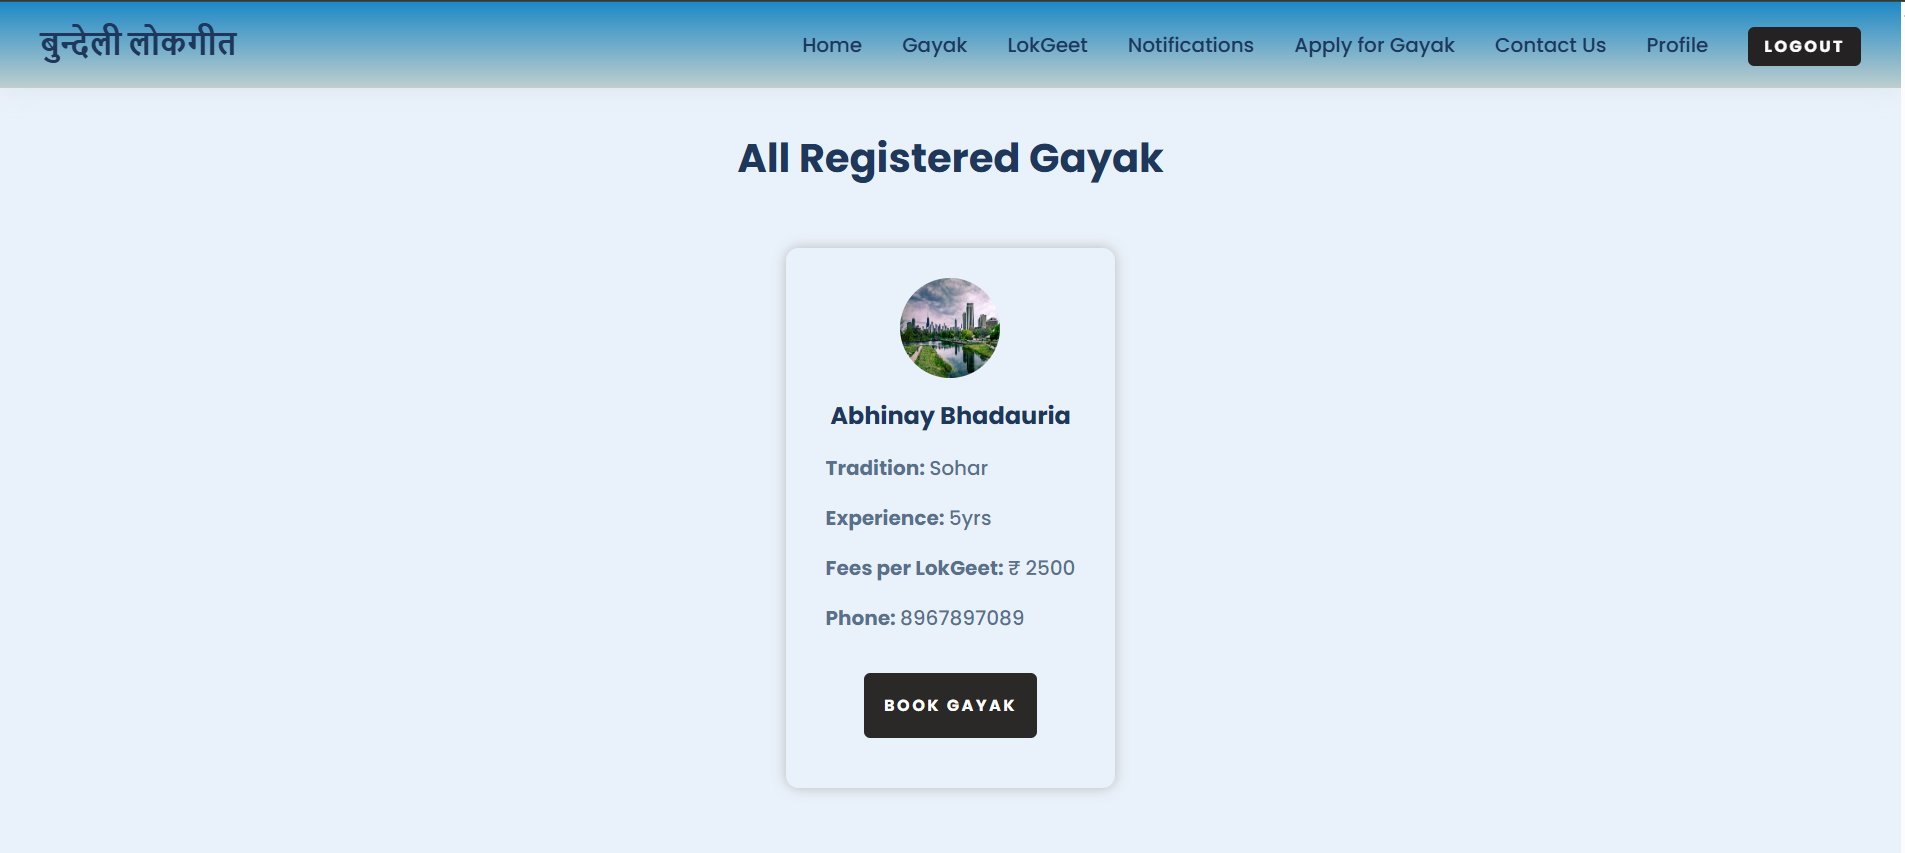 बुन्देली लोकगीत
Home Gayak LokGeet Notifications Apply for Gayak Contact Us Profile LOGOUT
All Registered Gayak
Abhinay Bhadauria
Tradition: Sohar
Experience: 5yrs
Fees per LokGeet: ₹ 2500
Phone: 8967897089
BOOK GAYAK